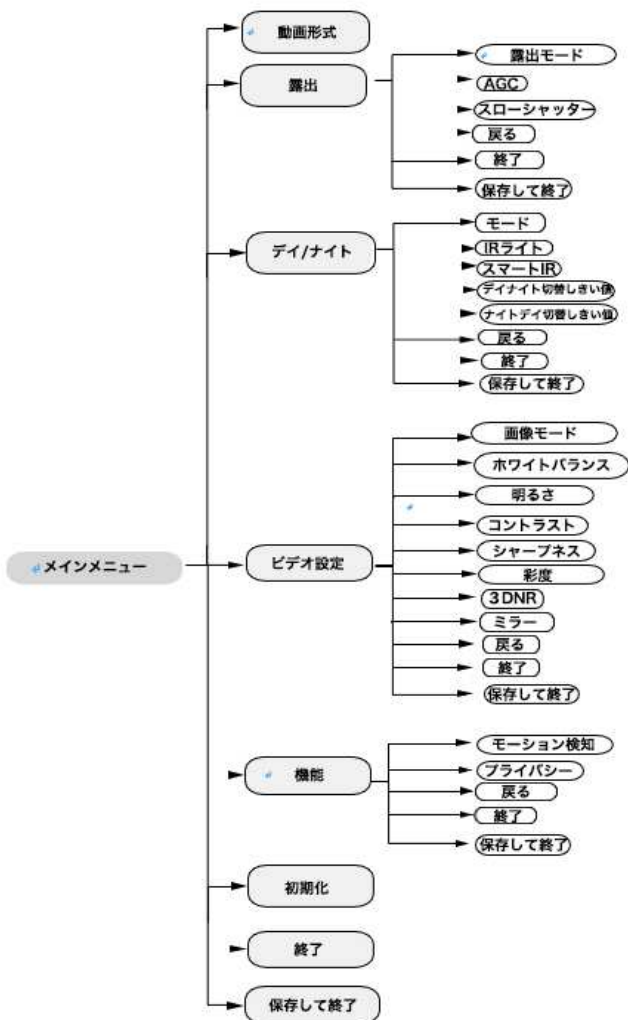 動画形式
露出
露出モード
AGC
スローシャッター
戻る
終了
保存して終了
デイ/ナイト
モード
IRライト
スマートIR
デイナイト切替しきい値
ナイトデイ切替しきい値
戻る
終了
保存して終了
メインメニュー
ビデオ設定
画像モード
ホワイトバランス
明るさ
コントラスト
シャープネス
彩度
3DNR
ミラー
戻る
終了
保存して終了
機能
モーション検知
プライバシー
戻る
終了
保存して終了
初期化
終了
保存して終了